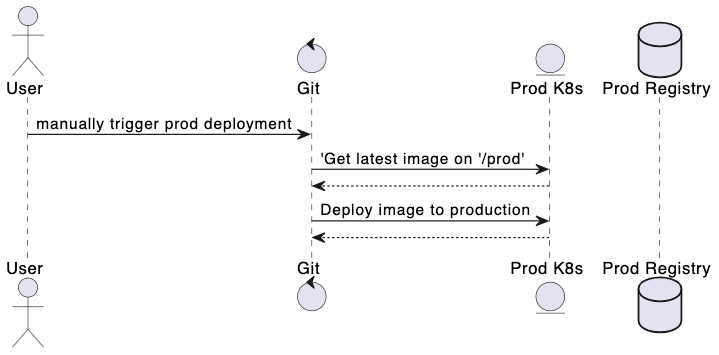 User
Git
Prod K8s
Prod Registry
manually trigger prod deployment
'Get latest image on '/prod'
Deploy image to production
User
Git
Prod K8s
Prod Registry